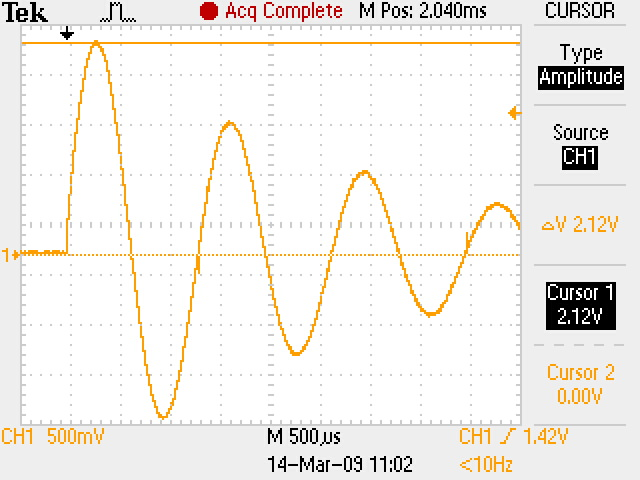 Tek Acq Complete M Pos: 2.040ms CURSOR
Type
Amplitude
Source
CH1
△V 2.12V
1
Cursor 1
2.12V
Cursor 2
0.00V
CH1 500mV M 500µs CH1 1.42V
14-Mar-09 11:02 <10Hz